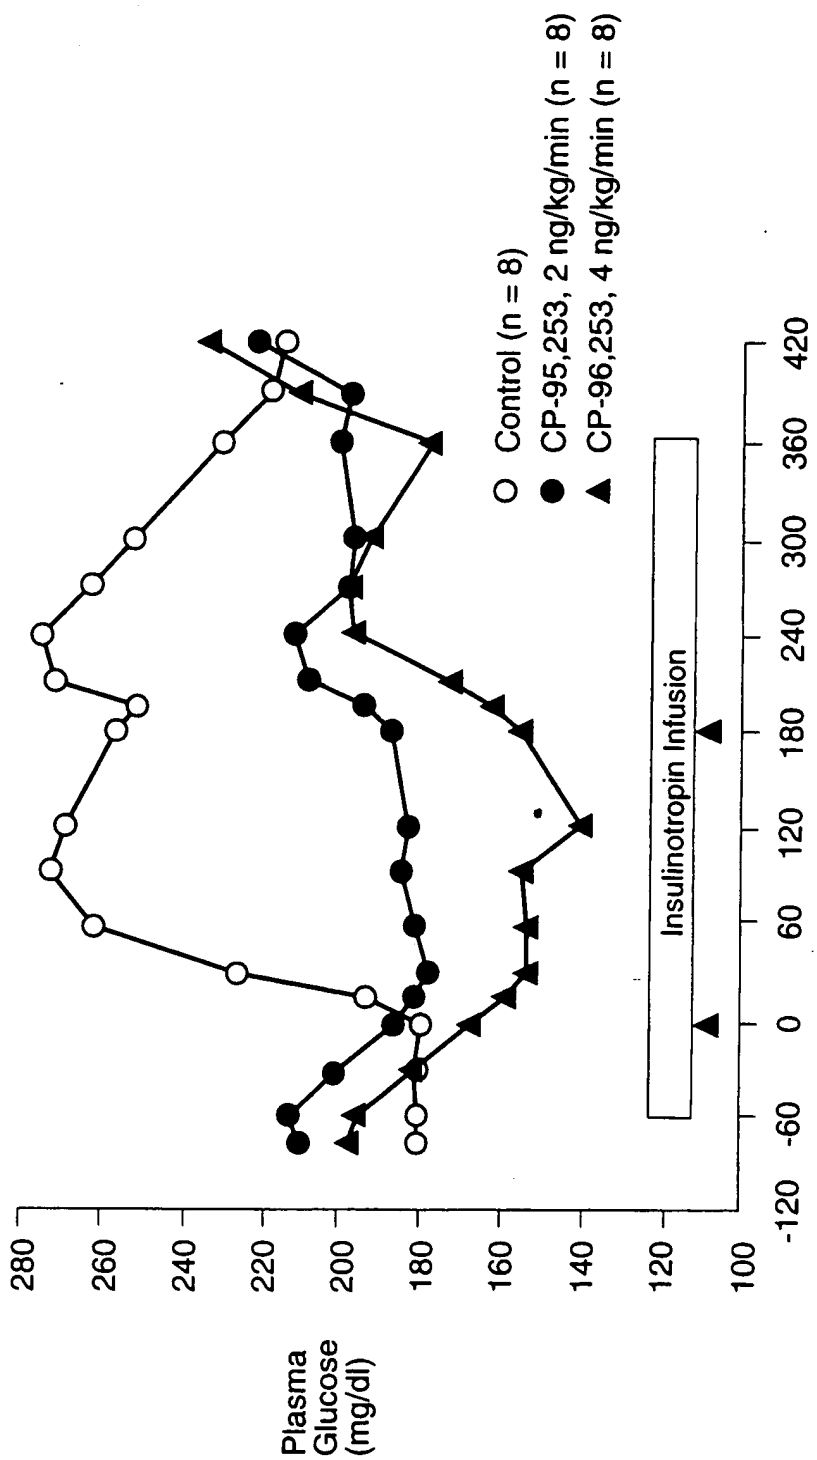 Plasma
Glucose
(mg/dl)
280
260
240
220
200
180
160
140
120
100
Insulinotropin Infusion
-120
-60
0
60
120
180
240
300
360
420
Control (n = 8)
CP-95,253, 2 ng/kg/min (n = 8)
CP-96,253, 4 ng/kg/min (n = 8)